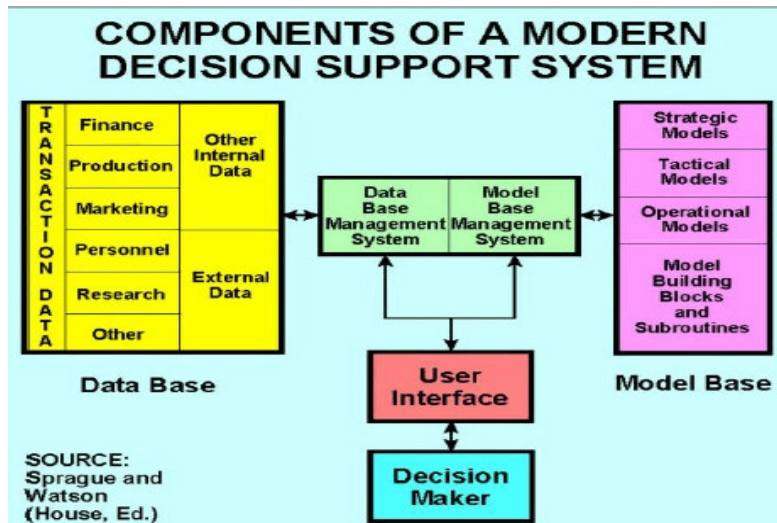 COMPONENTS OF A MODERN
DECISION SUPPORT SYSTEM
TRANSACTION DATA
Finance
Production
Marketing
Personnel
Research
Other
Other
Internal
Data
External
Data
Data Base
Data
Base
Management
System
Model
Base
Management
System
Strategic
Models
Tactical
Models
Operational
Models
Model
Building
Blocks
and
Subroutines
Model Base
User
Interface
Decision
Maker
SOURCE:
Sprague and
Watson
(House, Ed.)